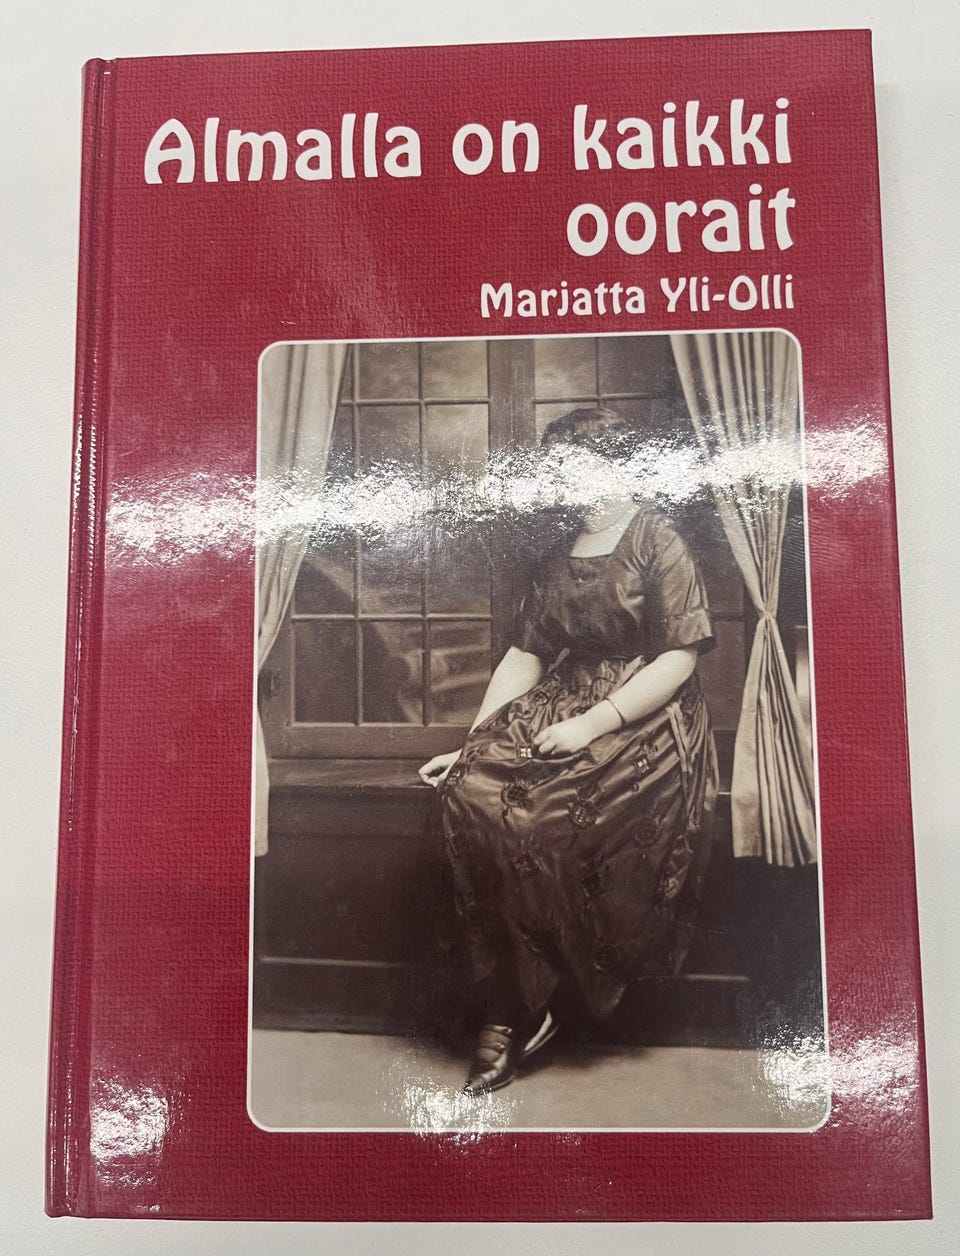 Almalla on kaikki
oorait
Marjatta Yli-Olli